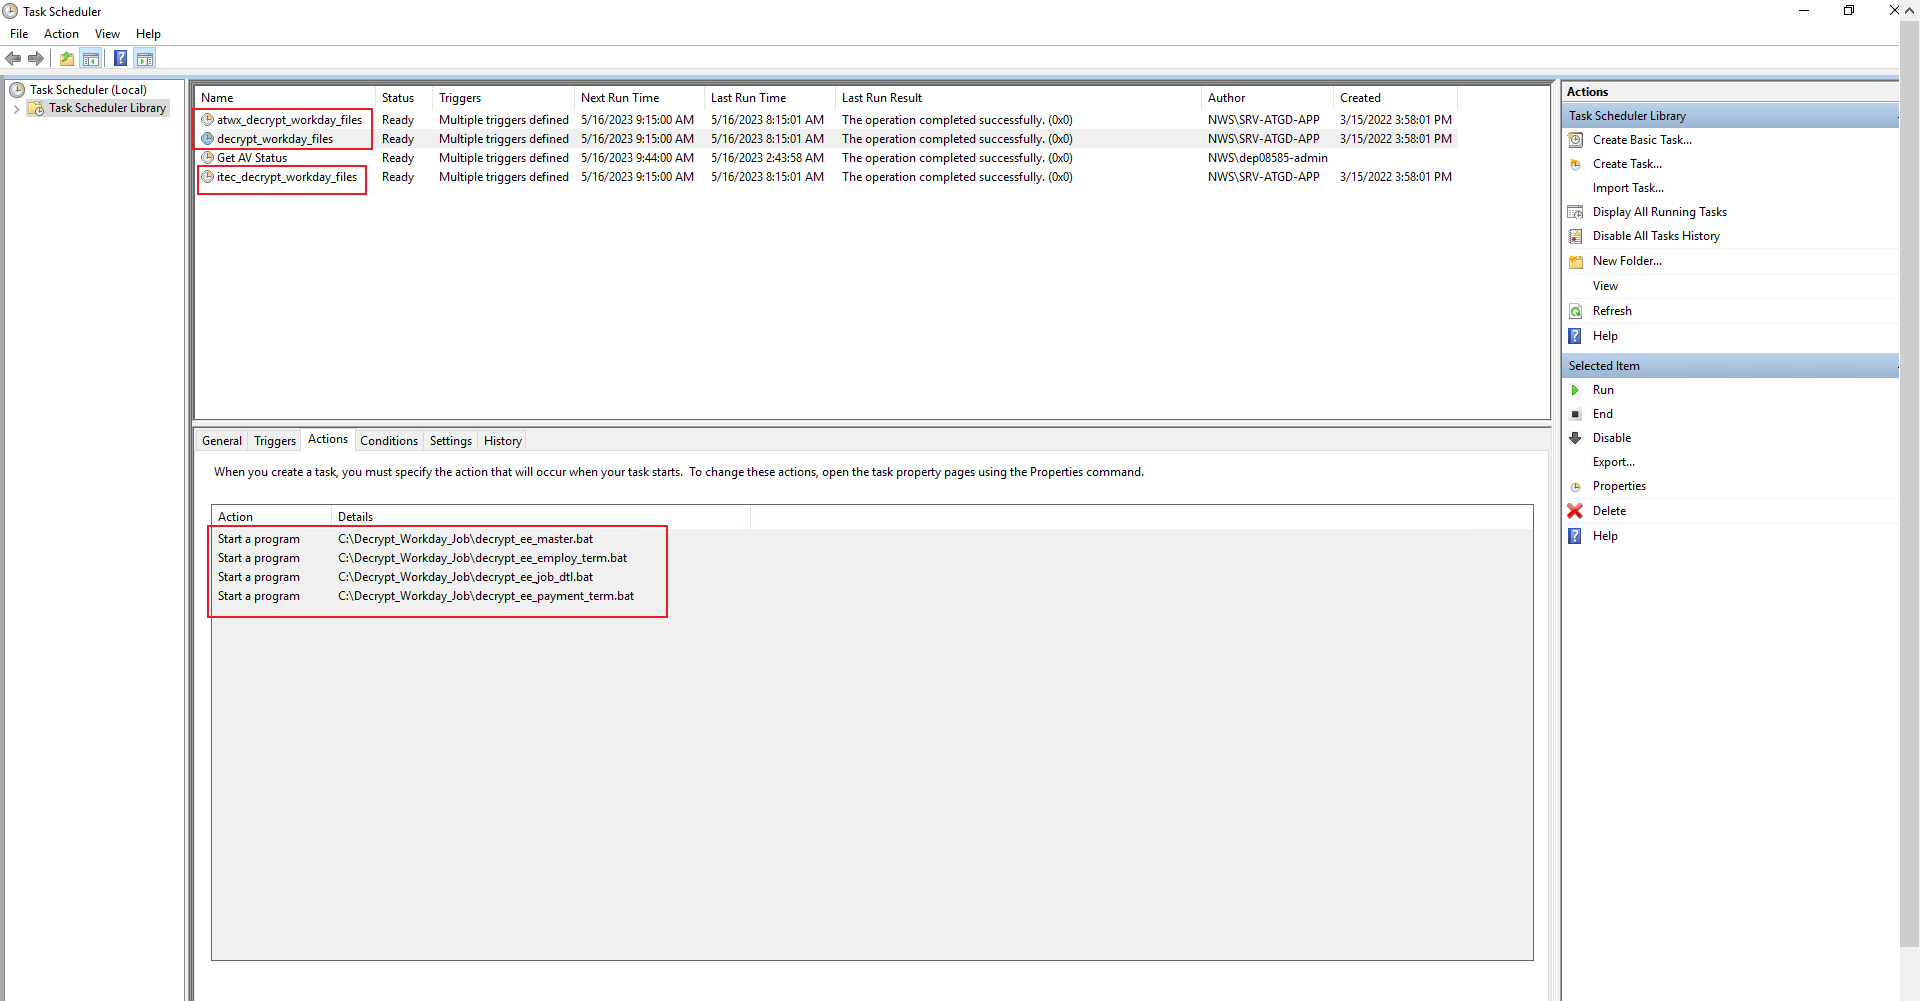 Task Scheduler
File Action View Help
Task Scheduler (Local)
Task Scheduler Library
Name Status Triggers Next Run Time Last Run Time Last Run Result Author Created
atwx_decrypt_workday_files Ready Multiple triggers defined 5/16/2023 9:15:00 AM 5/16/2023 8:15:01 AM The operation completed successfully. (0x0) NWS\SRV-ATGD-APP 3/15/2022 3:58:01 PM
decrypt_workday_files Ready Multiple triggers defined 5/16/2023 9:15:00 AM 5/16/2023 8:15:01 AM The operation completed successfully. (0x0) NWS\SRV-ATGD-APP 3/15/2022 3:58:01 PM
Get AV Status Ready Multiple triggers defined 5/16/2023 9:44:00 AM 5/16/2023 2:43:58 AM The operation completed successfully. (0x0) NWS\dep08585-admin
itec_decrypt_workday_files Ready Multiple triggers defined 5/16/2023 9:15:00 AM 5/16/2023 8:15:01 AM The operation completed successfully. (0x0) NWS\SRV-ATGD-APP 3/15/2022 3:58:01 PM
General Triggers Actions Conditions Settings History
When you create a task, you must specify the action that will occur when your task starts. To change these actions, open the task property pages using the Properties command.
Action Details
Start a program C:\Decrypt_Workday_Job\decrypt_ee_master.bat
Start a program C:\Decrypt_Workday_Job\decrypt_ee_employ_term.bat
Start a program C:\Decrypt_Workday_Job\decrypt_ee_job_dtl.bat
Start a program C:\Decrypt_Workday_Job\decrypt_ee_payment_term.bat
Actions
Task Scheduler Library
Create Basic Task...
Create Task...
Import Task...
Display All Running Tasks
Disable All Tasks History
New Folder...
View
Refresh
Help
Selected Item
Run
End
Disable
Export...
Properties
Delete
Help